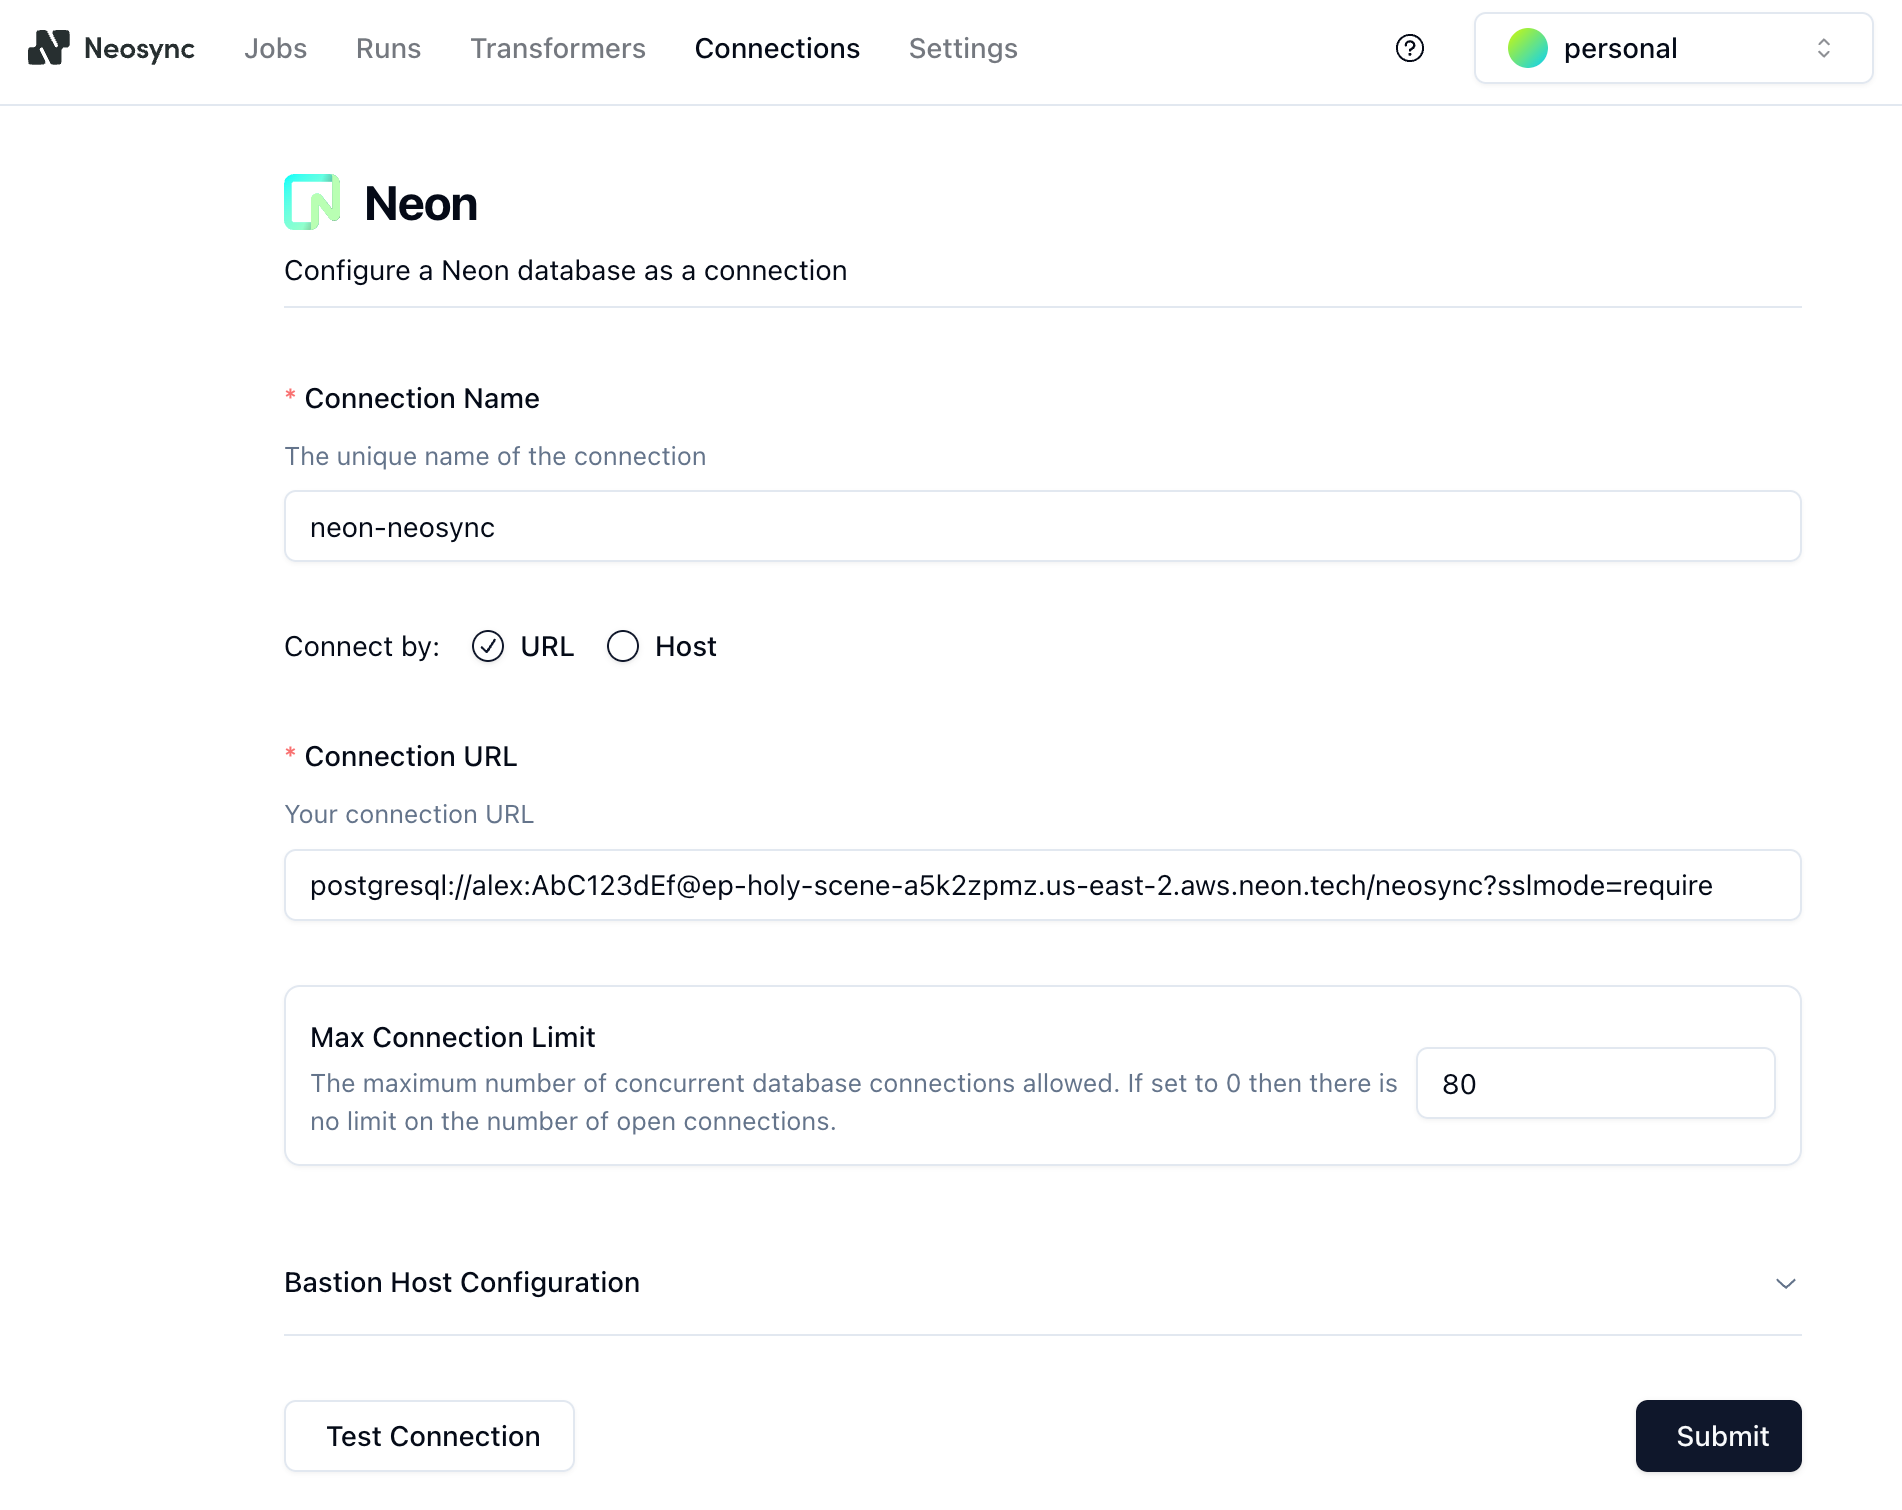 Neosync Jobs Runs Transformers Connections Settings personal
Neon
Configure a Neon database as a connection
* Connection Name
The unique name of the connection
neon-neosync
Connect by: URL Host
* Connection URL
Your connection URL
postgresql://alex:AbC123dEf@ep-holy-scene-a5k2zpmz.us-east-2.aws.neon.tech/neosync?sslmode=require
Max Connection Limit
The maximum number of concurrent database connections allowed. If set to 0 then there is
no limit on the number of open connections.
80
Bastion Host Configuration
Test Connection Submit